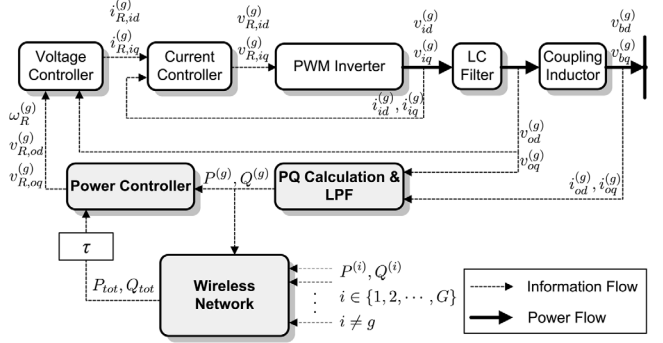 i_{R,id}^{(g)}
i_{R,iq}^{(g)}
v_{R,id}^{(g)}
v_{R,iq}^{(g)}
v_{id}^{(g)}
v_{iq}^{(g)}
v_{bd}^{(g)}
v_{bq}^{(g)}
Voltage
Controller
Current
Controller
PWM Inverter
LC
Filter
Coupling
Inductor
i_{id}^{(g)}, i_{iq}^{(g)}
ω_{R}^{(g)}
v_{R,od}^{(g)}
v_{R,oq}^{(g)}
v_{od}^{(g)}
v_{oq}^{(g)}
Power Controller
P^{(g)}, Q^{(g)}
PQ Calculation &
LPF
i_{od}^{(g)}, i_{oq}^{(g)}
τ
P_{tot}, Q_{tot}
Wireless
Network
P^{(i)}, Q^{(i)}
i ∈ {1, 2, ⋯, G}
i ≠ g
Information Flow
Power Flow